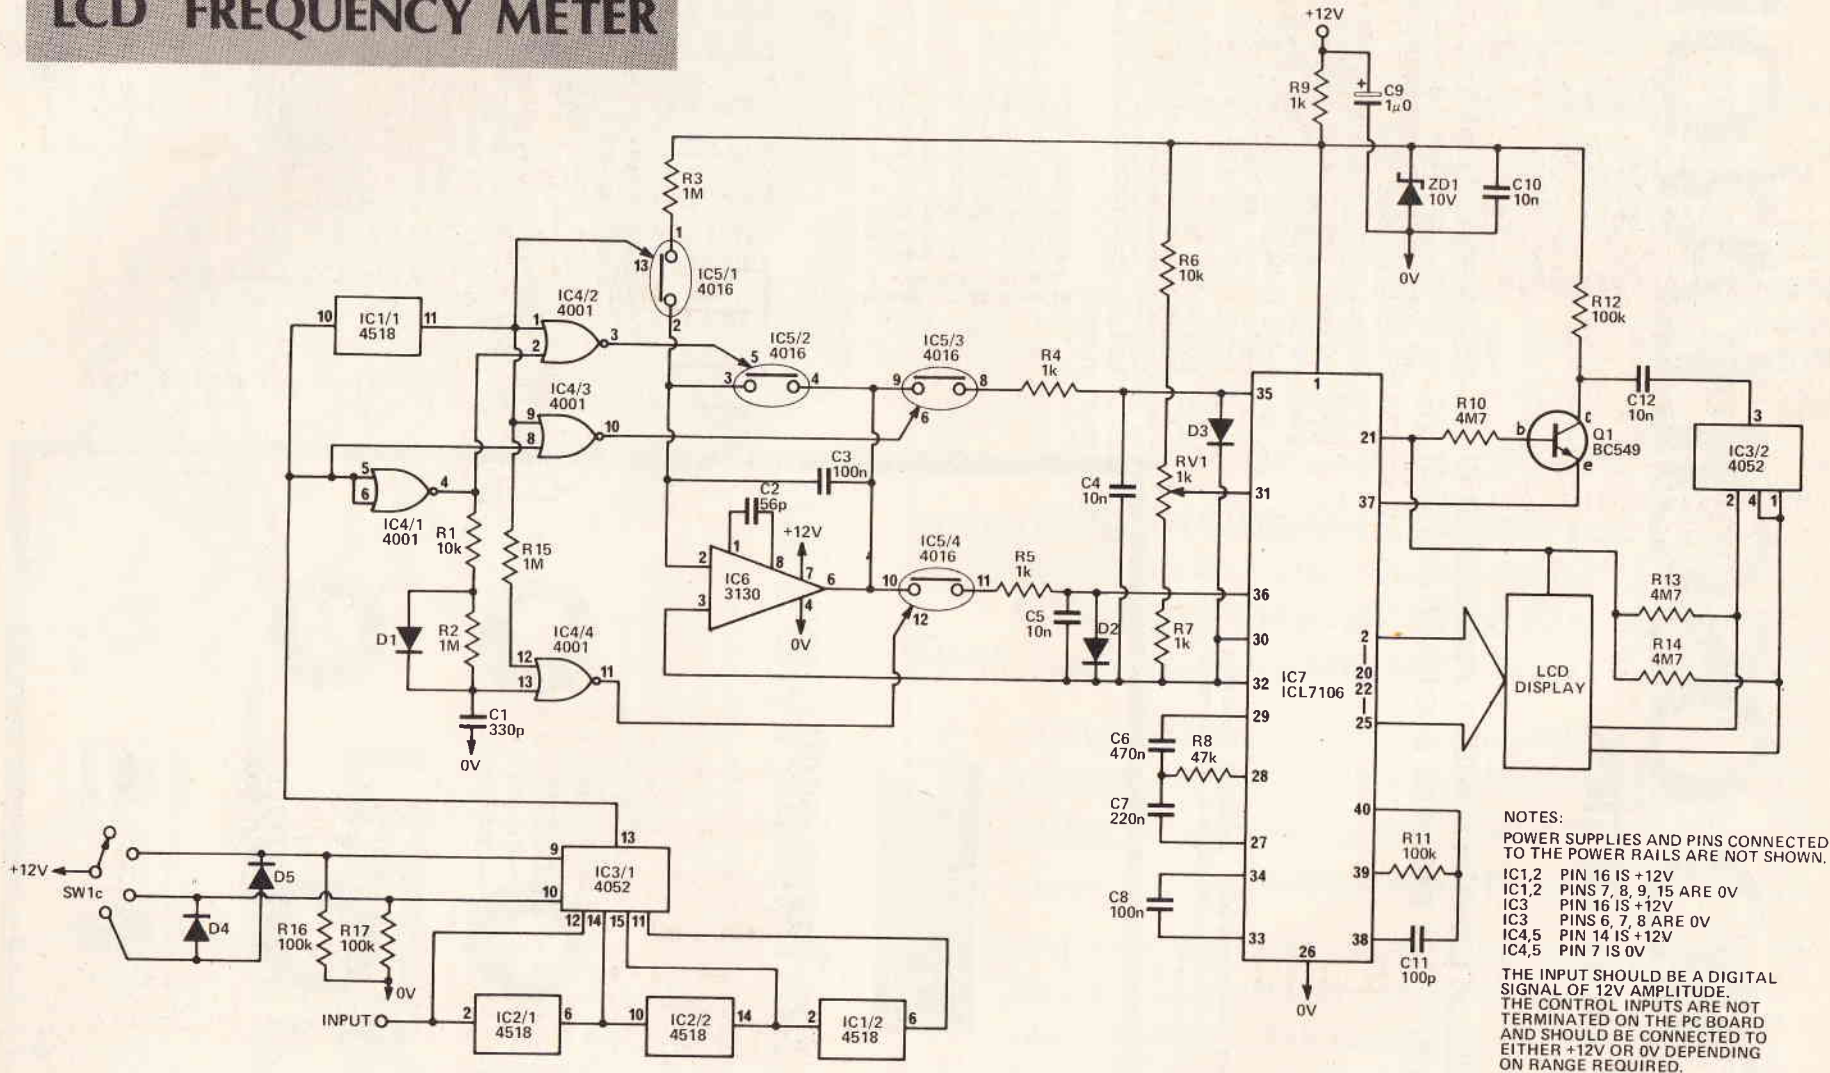 LCD FREQUENCY METER
+12V
R9
1k
+
C9
1µ0
R3
1M
R6
10k
ZD1
10V
C10
10n
0V
R12
100k
1
13
IC5/1
4016
2
10
IC1/1
4518
11
IC4/2
4001
1
2
3
IC5/2
4016
5
3
4
IC5/3
4016
9
8
6
R4
1k
35
1
IC4/3
4001
9
8
10
5
6
4
IC4/1
4001
R1
10k
R15
1M
C3
100n
C2
56p
+12V
1
8
7
2
3
IC6
3130
6
4
0V
IC5/4
4016
10
11
12
R5
1k
C4
10n
D3
RV1
1k
31
36
C5
10n
D2
R7
1k
30
32
IC7
ICL7106
D1
R2
1M
IC4/4
4001
12
13
11
C1
330p
0V
21
R10
4M7
b
c
e
Q1
BC549
37
C12
10n
3
IC3/2
4052
2
4
1
R13
4M7
R14
4M7
2
20
22
25
LCD
DISPLAY
29
C6
470n
R8
47k
28
C7
220n
27
34
C8
100n
33
26
0V
40
R11
100k
39
38
C11
100p
+12V
SW1c
D5
D4
R16
100k
R17
100k
0V
9
10
13
IC3/1
4052
12
14
15
11
INPUT
2
IC2/1
4518
6
10
IC2/2
4518
14
2
IC1/2
4518
6
NOTES:
POWER SUPPLIES AND PINS CONNECTED
TO THE POWER RAILS ARE NOT SHOWN.
IC1,2 PIN 16 IS +12V
IC1,2 PINS 7, 8, 9, 15 ARE 0V
IC3 PIN 16 IS +12V
IC3 PINS 6, 7, 8 ARE 0V
IC4,5 PIN 14 IS +12V
IC4,5 PIN 7 IS 0V
THE INPUT SHOULD BE A DIGITAL
SIGNAL OF 12V AMPLITUDE.
THE CONTROL INPUTS ARE NOT
TERMINATED ON THE PC BOARD
AND SHOULD BE CONNECTED TO
EITHER +12V OR 0V DEPENDING
ON RANGE REQUIRED.